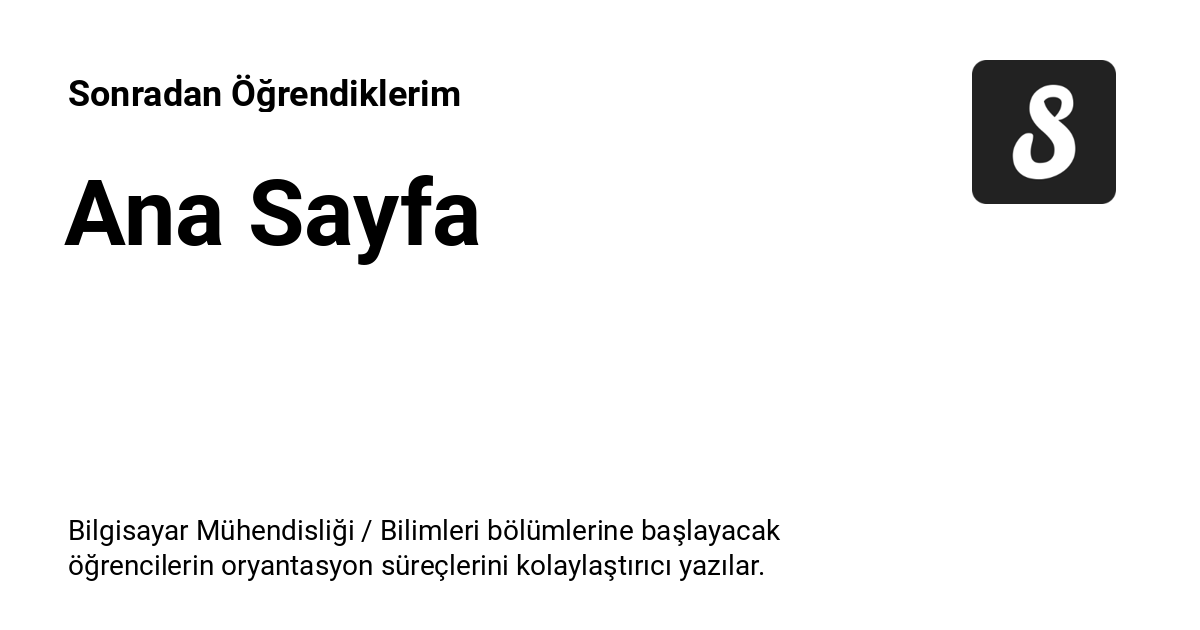 Sonradan Öğrendiklerim
S
Ana Sayfa
Bilgisayar Mühendisliği / Bilimleri bölümlerine başlayacak
öğrencilerin oryantasyon süreçlerini kolaylaştırıcı yazılar.